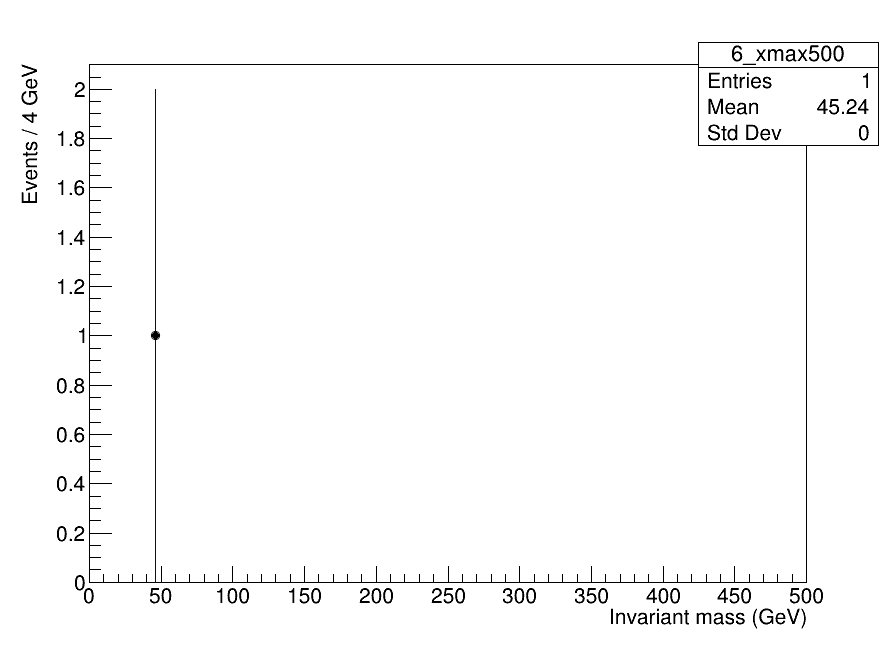 6_xmax500
Entries 1
Mean 45.24
Std Dev 0
Events / 4 GeV
2
1.8
1.6
1.4
1.2
1
0.8
0.6
0.4
0.2
0
0 50 100 150 200 250 300 350 400 450 500
Invariant mass (GeV)